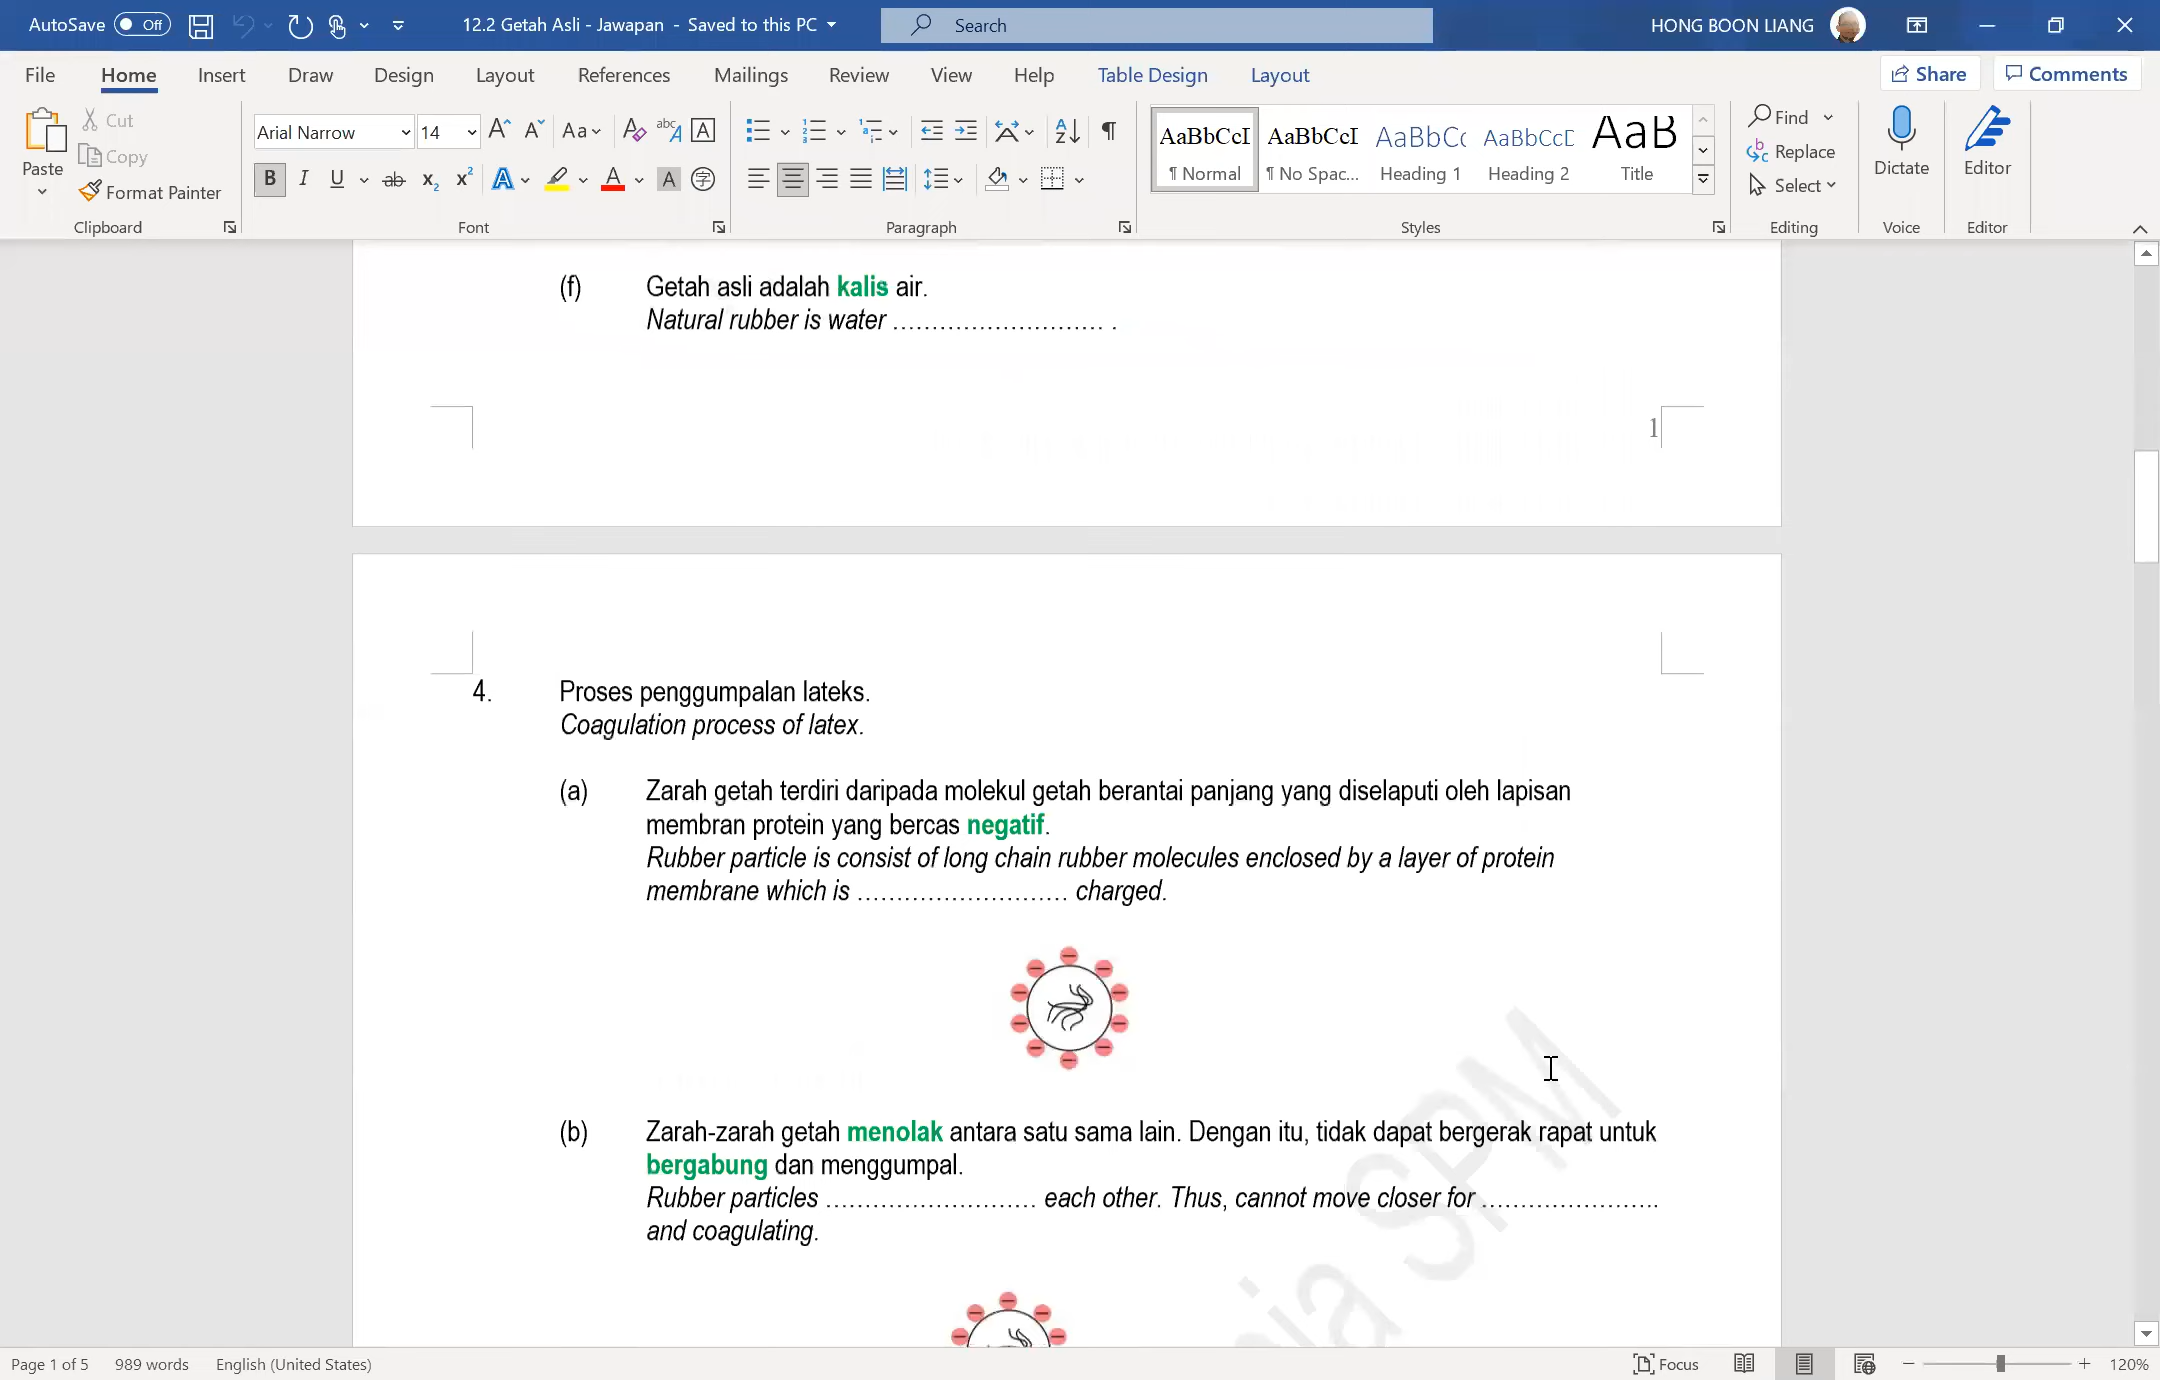 AutoSave Off 12.2 Getah Asli - Jawapan - Saved to this PC Search HONG BOON LIANG
File Home Insert Draw Design Layout References Mailings Review View Help Table Design Layout Share Comments
Paste Cut Copy Format Painter
Arial Narrow 14
AaBbCcI AaBbCcI AaBbCc AaBbCcD AaB
¶ Normal ¶ No Spac... Heading 1 Heading 2 Title
Find Replace Select
Dictate Editor
Clipboard Font Paragraph Styles Editing Voice Editor
(f) Getah asli adalah kalis air.
Natural rubber is water ........................... .
1
4. Proses penggumpalan lateks.
Coagulation process of latex.
(a) Zarah getah terdiri daripada molekul getah berantai panjang yang diselaputi oleh lapisan
membran protein yang bercas negatif.
Rubber particle is consist of long chain rubber molecules enclosed by a layer of protein
membrane which is ........................... charged.
(b) Zarah-zarah getah menolak antara satu sama lain. Dengan itu, tidak dapat bergerak rapat untuk
bergabung dan menggumpal.
Rubber particles ........................... each other. Thus, cannot move closer for .......................
and coagulating.
nia SPM
Page 1 of 5 989 words English (United States) Focus 120%